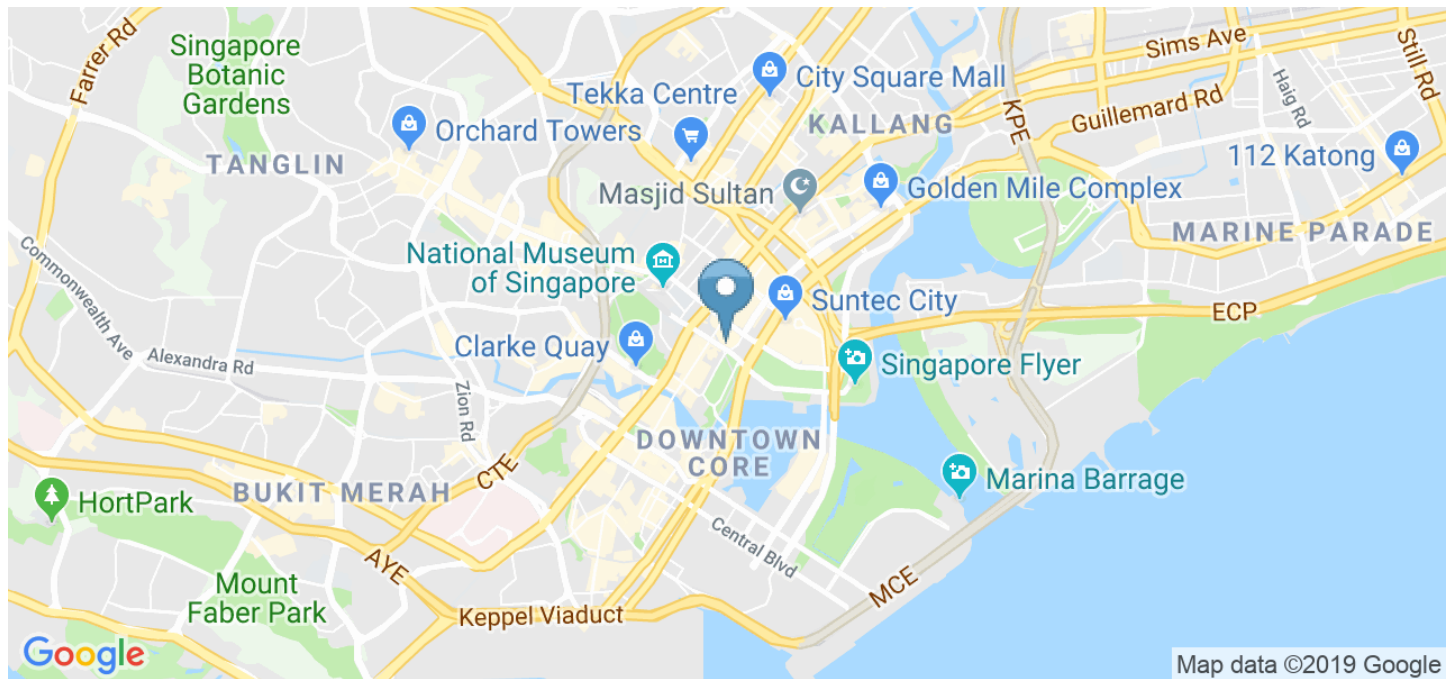 Farrer Rd
Singapore
Botanic
Gardens
TANGLIN
Orchard Towers
Tekka Centre
City Square Mall
KALLANG
Sims Ave
Still Rd
Haig Rd
KPE
Guillemard Rd
112 Katong
Masjid Sultan
Golden Mile Complex
MARINE PARADE
National Museum
of Singapore
Suntec City
ECP
Commonwealth Ave
Alexandra Rd
Clarke Quay
Singapore Flyer
Zion Rd
DOWNTOWN
CORE
Marina Barrage
HortPark
BUKIT MERAH
CTE
Central Blvd
AYE
Mount
Faber Park
Keppel Viaduct
MCE
Google
Map data ©2019 Google